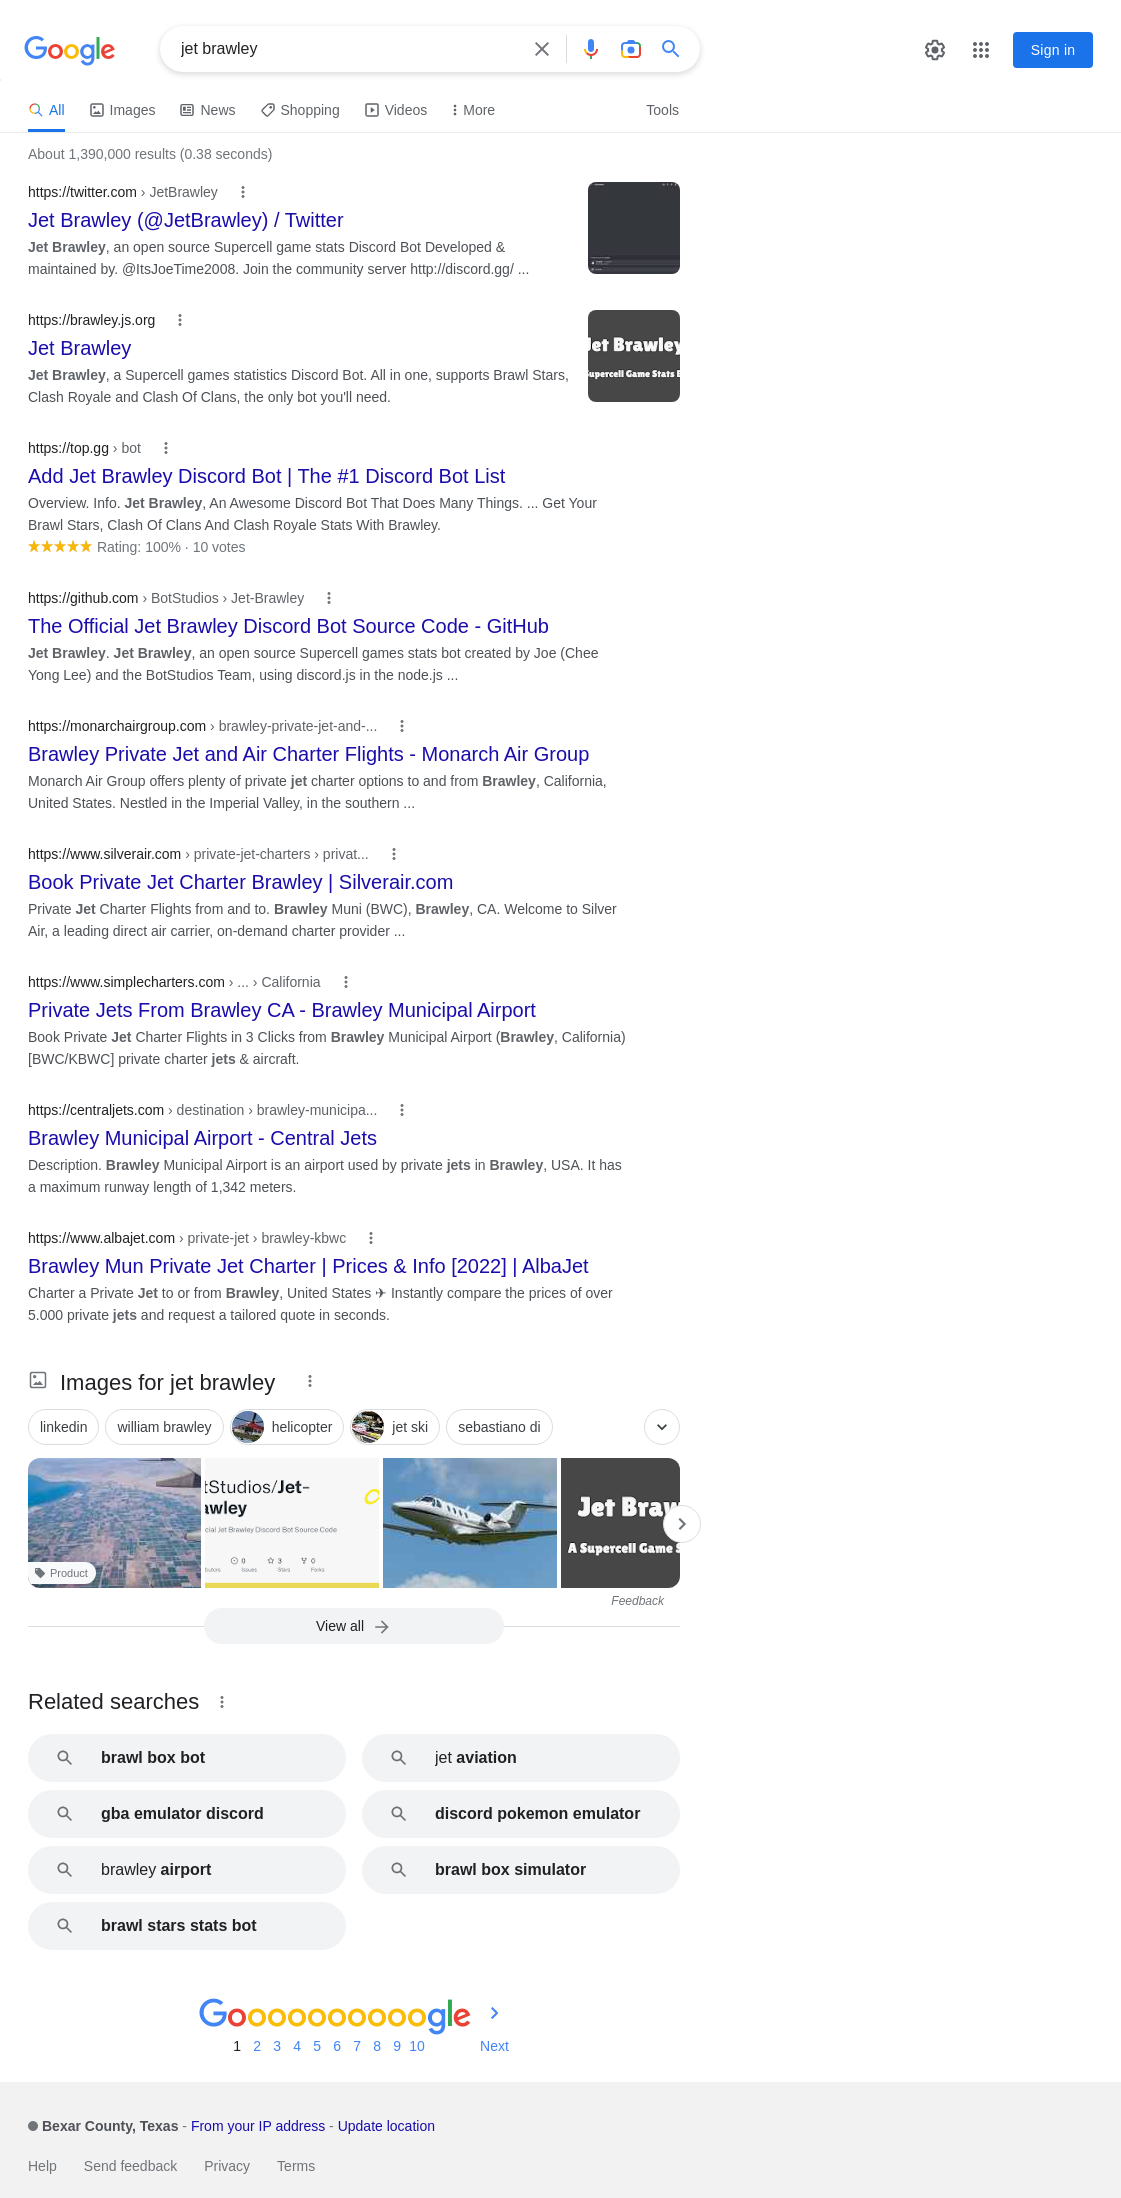 Google
jet brawley
Sign in
All
Images
News
Shopping
Videos
More
Tools
About 1,390,000 results (0.38 seconds)
https://twitter.com › JetBrawley
Jet Brawley (@JetBrawley) / Twitter
Jet Brawley, an open source Supercell game stats Discord Bot Developed &
maintained by. @ItsJoeTime2008. Join the community server http://discord.gg/ ...
https://brawley.js.org
Jet Brawley
Jet Brawley, a Supercell games statistics Discord Bot. All in one, supports Brawl Stars,
Clash Royale and Clash Of Clans, the only bot you'll need.
Jet Brawley
Supercell Game Stats B
https://top.gg › bot
Add Jet Brawley Discord Bot | The #1 Discord Bot List
Overview. Info. Jet Brawley, An Awesome Discord Bot That Does Many Things. ... Get Your
Brawl Stars, Clash Of Clans And Clash Royale Stats With Brawley.
Rating: 100% · 10 votes
https://github.com › BotStudios › Jet-Brawley
The Official Jet Brawley Discord Bot Source Code - GitHub
Jet Brawley. Jet Brawley, an open source Supercell games stats bot created by Joe (Chee
Yong Lee) and the BotStudios Team, using discord.js in the node.js ...
https://monarchairgroup.com › brawley-private-jet-and-...
Brawley Private Jet and Air Charter Flights - Monarch Air Group
Monarch Air Group offers plenty of private jet charter options to and from Brawley, California,
United States. Nestled in the Imperial Valley, in the southern ...
https://www.silverair.com › private-jet-charters › privat...
Book Private Jet Charter Brawley | Silverair.com
Private Jet Charter Flights from and to. Brawley Muni (BWC), Brawley, CA. Welcome to Silver
Air, a leading direct air carrier, on-demand charter provider ...
https://www.simplecharters.com › ... › California
Private Jets From Brawley CA - Brawley Municipal Airport
Book Private Jet Charter Flights in 3 Clicks from Brawley Municipal Airport (Brawley, California)
[BWC/KBWC] private charter jets & aircraft.
https://centraljets.com › destination › brawley-municipa...
Brawley Municipal Airport - Central Jets
Description. Brawley Municipal Airport is an airport used by private jets in Brawley, USA. It has
a maximum runway length of 1,342 meters.
https://www.albajet.com › private-jet › brawley-kbwc
Brawley Mun Private Jet Charter | Prices & Info [2022] | AlbaJet
Charter a Private Jet to or from Brawley, United States ✈ Instantly compare the prices of over
5.000 private jets and request a tailored quote in seconds.
Images for jet brawley
linkedin
william brawley
helicopter
jet ski
sebastiano di
Product
tStudios/Jet-
awley
cial Jet Brawley Discord Bot Source Code
0
3
0
Issues
Stars
Forks
Jet Braw
A Supercell Game S
Feedback
View all
Related searches
brawl box bot
jet aviation
gba emulator discord
discord pokemon emulator
brawley airport
brawl box simulator
brawl stars stats bot
Goooooooooogle
1 2 3 4 5 6 7 8 9 10 Next
Bexar County, Texas - From your IP address - Update location
Help
Send feedback
Privacy
Terms